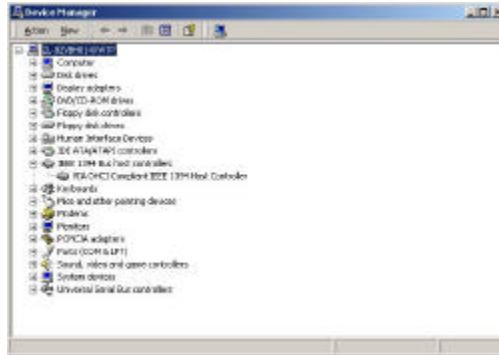 Device Manager
Action View
Computer
Disk drives
Display adapters
DVD/CD-ROM drives
Floppy disk controllers
Floppy disk drives
Human Interface Devices
IDE ATA/ATAPI controllers
IEEE 1394 Bus host controllers
OHCI Compliant IEEE 1394 Host Controller
Keyboards
Mice and other pointing devices
Modems
Monitors
PCMCIA adapters
Ports (COM & LPT)
Sound, video and game controllers
System devices
Universal Serial Bus controllers